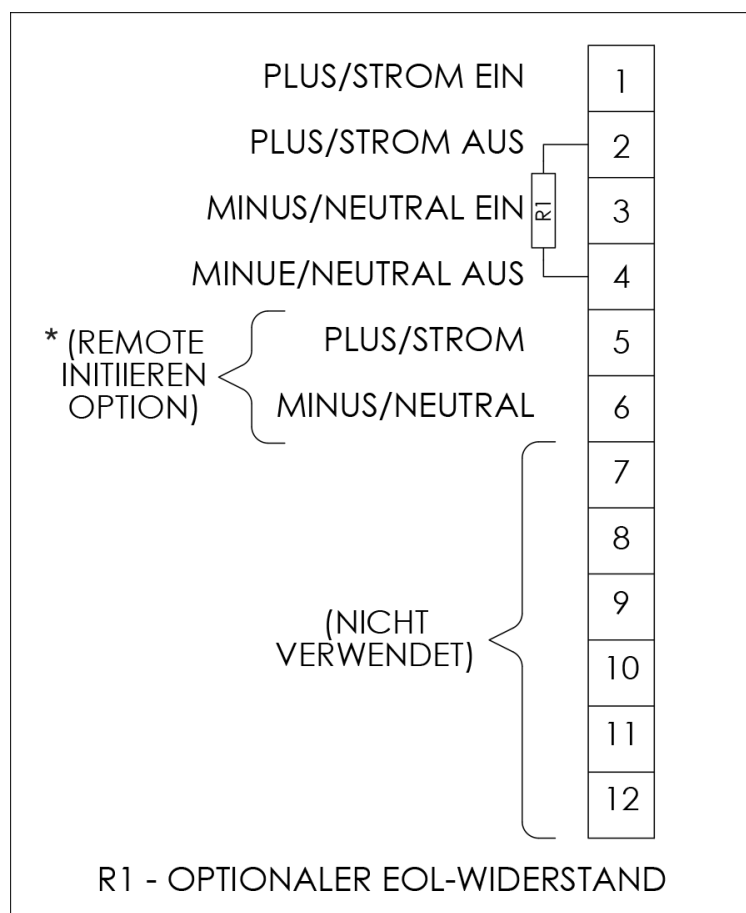 PLUS/STROM EIN
1
PLUS/STROM AUS
2
MINUS/NEUTRAL EIN
R1
3
MINUE/NEUTRAL AUS
4
* (REMOTE
INITIIEREN
OPTION)
PLUS/STROM
5
MINUS/NEUTRAL
6
7
8
9
(NICHT
VERWENDET)
10
11
12
R1 - OPTIONALER EOL-WIDERSTAND